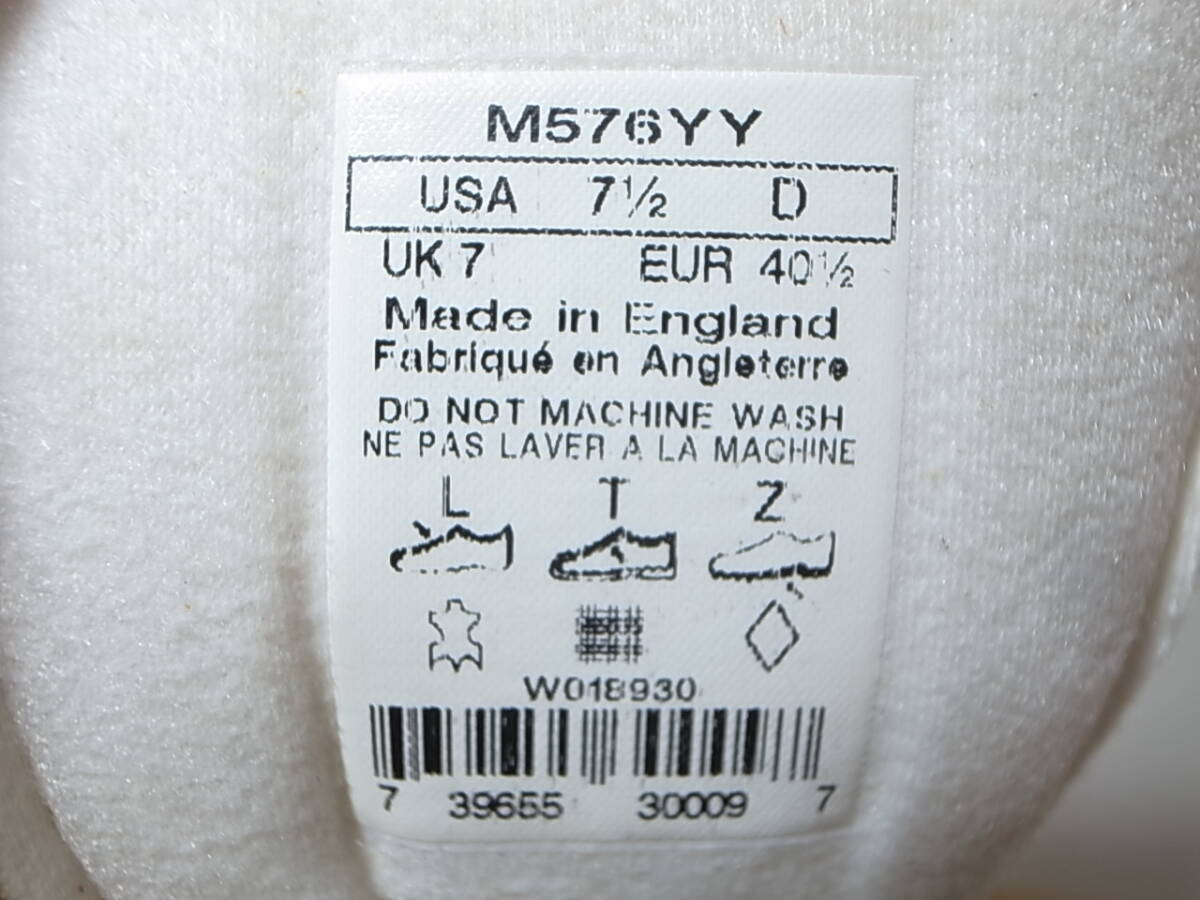 M576YY
USA 7½ D
UK 7 EUR 40½
Made in England
Fabriqué en Angleterre
DO NOT MACHINE WASH
NE PAS LAVER A LA MACHINE
L T Z
W018930
7 39655 30009 7